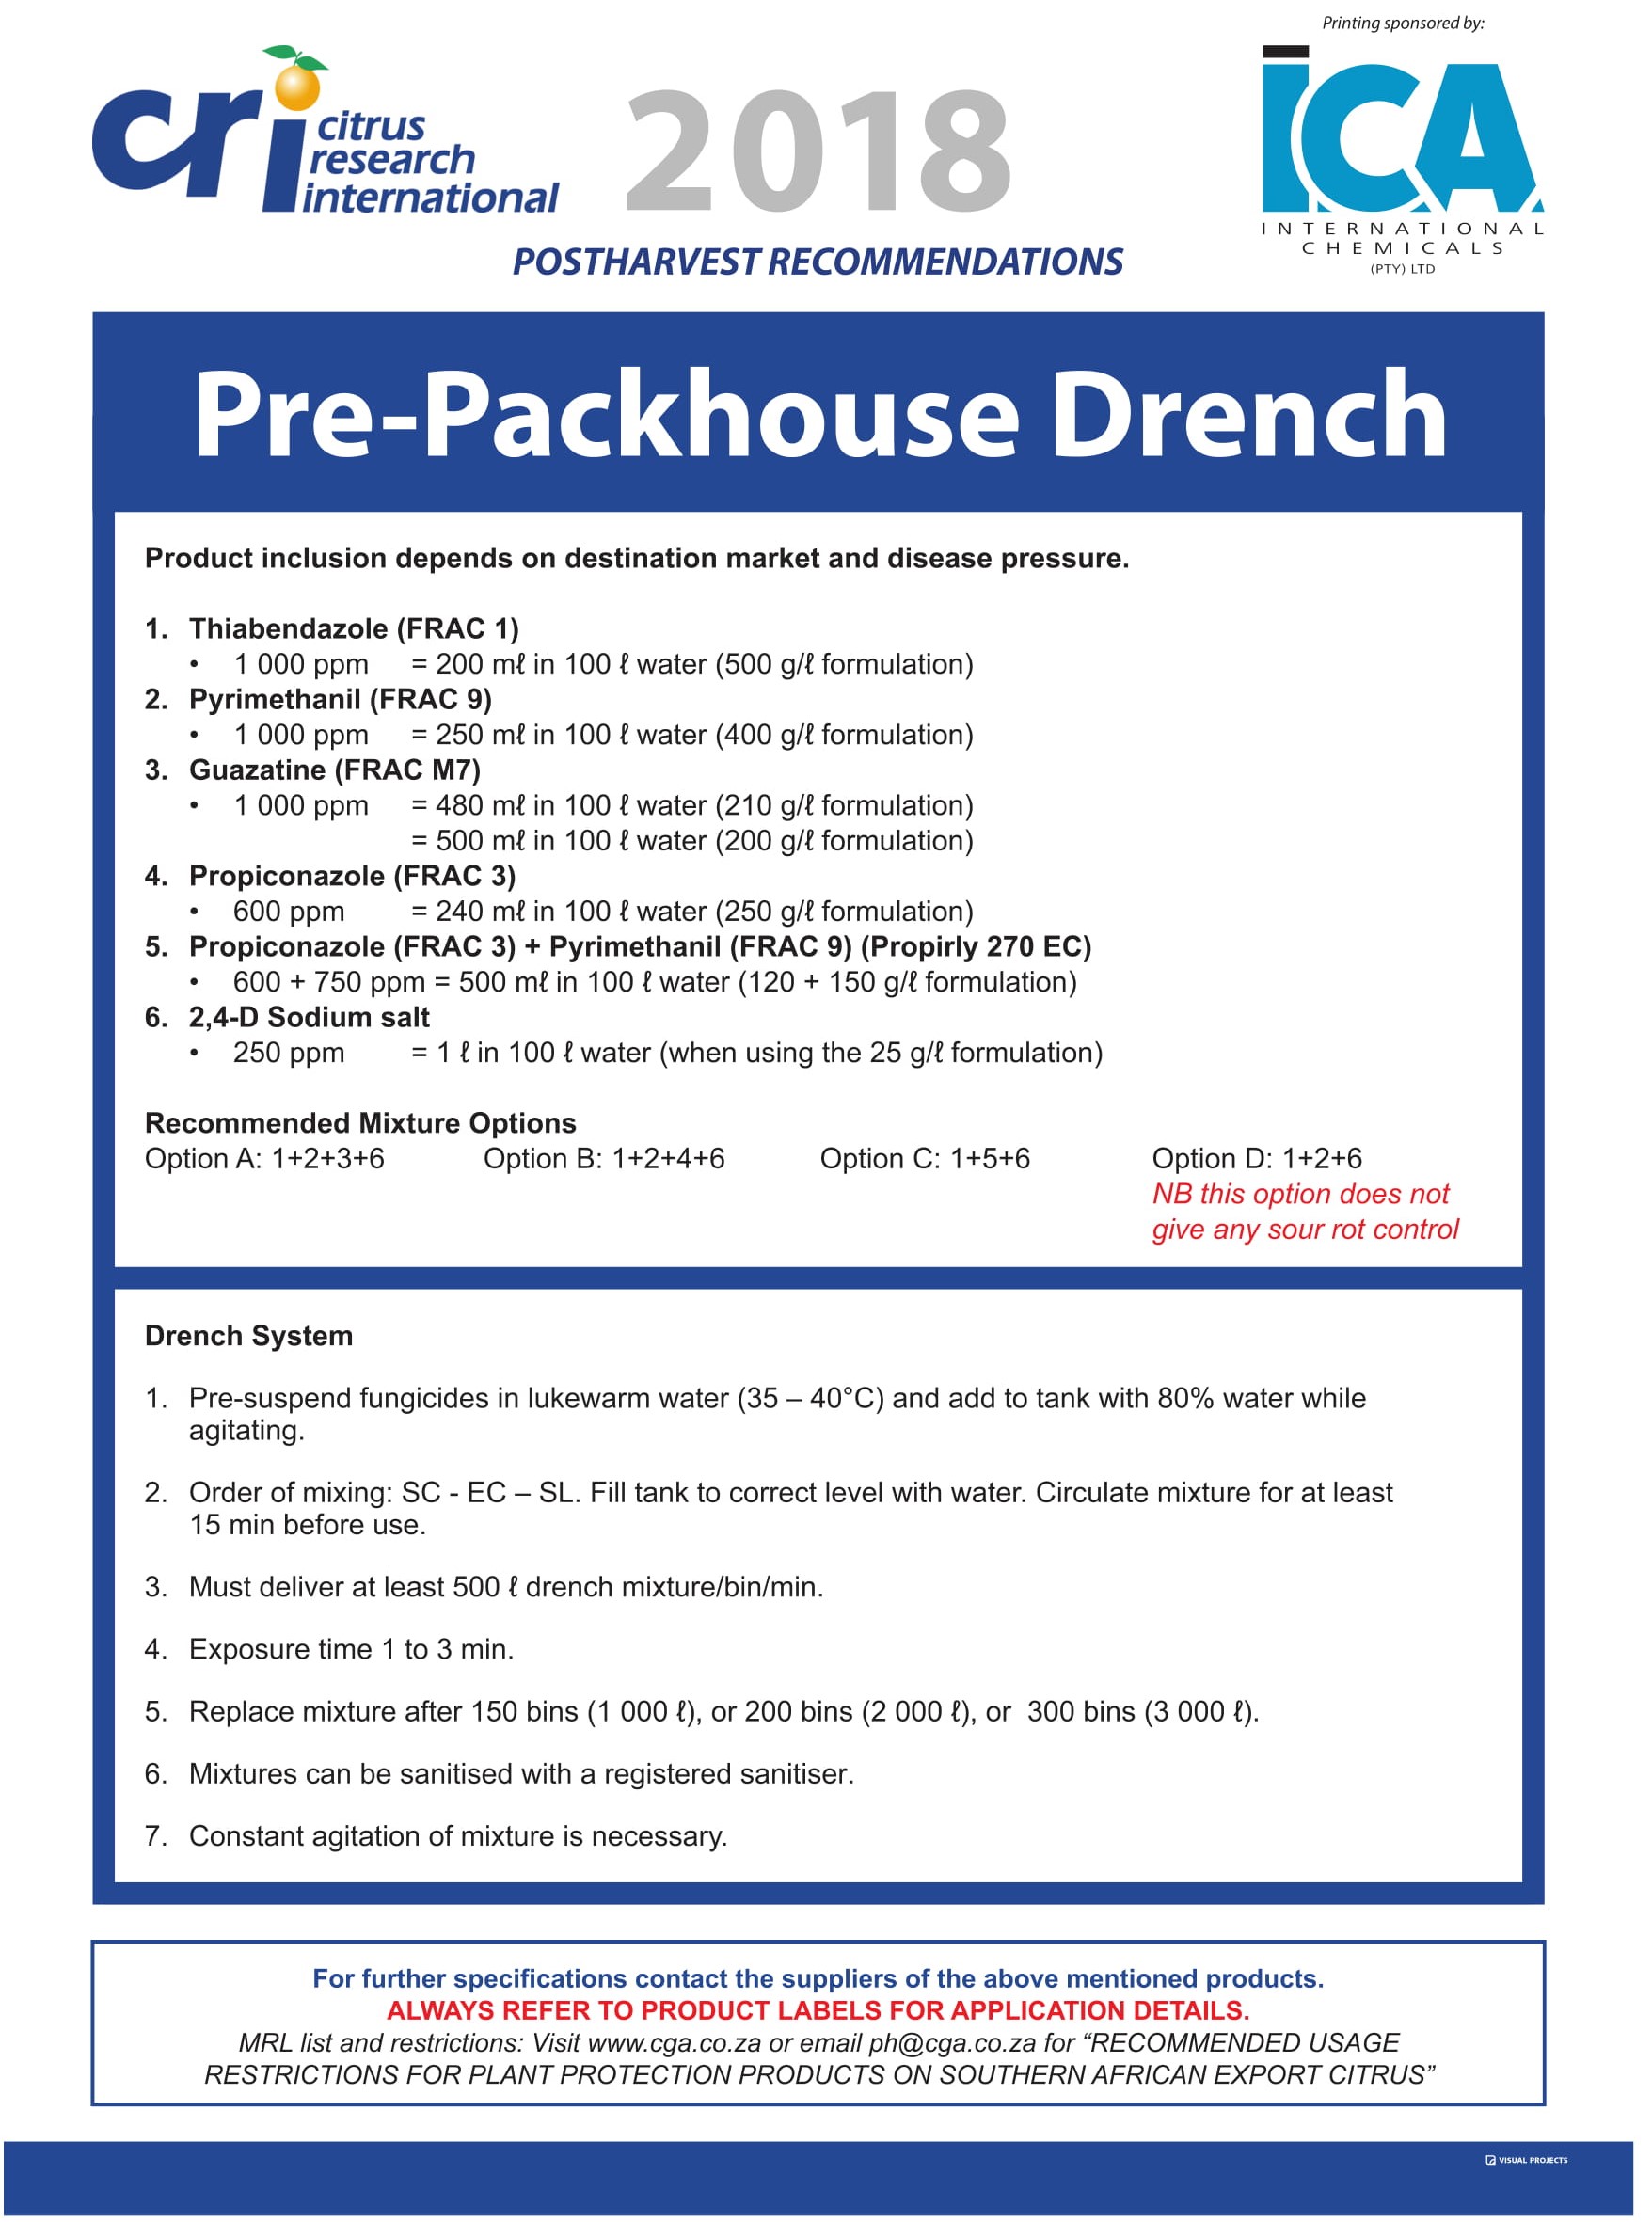 Printing sponsored by:
cri citrus
research
international
2018
ICA
INTERNATIONAL
CHEMICALS
(PTY) LTD
POSTHARVEST RECOMMENDATIONS
Pre-Packhouse Drench
Product inclusion depends on destination market and disease pressure.
1. Thiabendazole (FRAC 1)
• 1 000 ppm = 200 mℓ in 100 ℓ water (500 g/ℓ formulation)
2. Pyrimethanil (FRAC 9)
• 1 000 ppm = 250 mℓ in 100 ℓ water (400 g/ℓ formulation)
3. Guazatine (FRAC M7)
• 1 000 ppm = 480 mℓ in 100 ℓ water (210 g/ℓ formulation)
= 500 mℓ in 100 ℓ water (200 g/ℓ formulation)
4. Propiconazole (FRAC 3)
• 600 ppm = 240 mℓ in 100 ℓ water (250 g/ℓ formulation)
5. Propiconazole (FRAC 3) + Pyrimethanil (FRAC 9) (Propirly 270 EC)
• 600 + 750 ppm = 500 mℓ in 100 ℓ water (120 + 150 g/ℓ formulation)
6. 2,4-D Sodium salt
• 250 ppm = 1 ℓ in 100 ℓ water (when using the 25 g/ℓ formulation)
Recommended Mixture Options
Option A: 1+2+3+6 Option B: 1+2+4+6 Option C: 1+5+6 Option D: 1+2+6
NB this option does not
give any sour rot control
Drench System
1. Pre-suspend fungicides in lukewarm water (35 – 40°C) and add to tank with 80% water while
agitating.
2. Order of mixing: SC - EC – SL. Fill tank to correct level with water. Circulate mixture for at least
15 min before use.
3. Must deliver at least 500 ℓ drench mixture/bin/min.
4. Exposure time 1 to 3 min.
5. Replace mixture after 150 bins (1 000 ℓ), or 200 bins (2 000 ℓ), or 300 bins (3 000 ℓ).
6. Mixtures can be sanitised with a registered sanitiser.
7. Constant agitation of mixture is necessary.
For further specifications contact the suppliers of the above mentioned products.
ALWAYS REFER TO PRODUCT LABELS FOR APPLICATION DETAILS.
MRL list and restrictions: Visit www.cga.co.za or email ph@cga.co.za for “RECOMMENDED USAGE
RESTRICTIONS FOR PLANT PROTECTION PRODUCTS ON SOUTHERN AFRICAN EXPORT CITRUS”
VISUAL PROJECTS